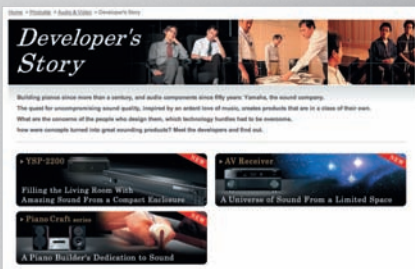 Home > Products > Audio & Video > Developer's Story
Developer's
Story
Building pianos since more than a century, and audio components since fifty years: Yamaha, the sound company.
The quest for uncompromising sound quality, inspired by an ardent love of music, creates products that are in a class of their own.
What are the concerns of the people who design them, which technology hurdles had to be overcome,
how were concepts turned into great sounding products? Meet the developers and find out.
YSP-2200
NEW
Filling the Living Room With
Amazing Sound From a Compact Enclosure
AV Receiver
NEW
A Universe of Sound From a Limited Space
Piano Craft series
NEW
A Piano Builder's Dedication to Sound